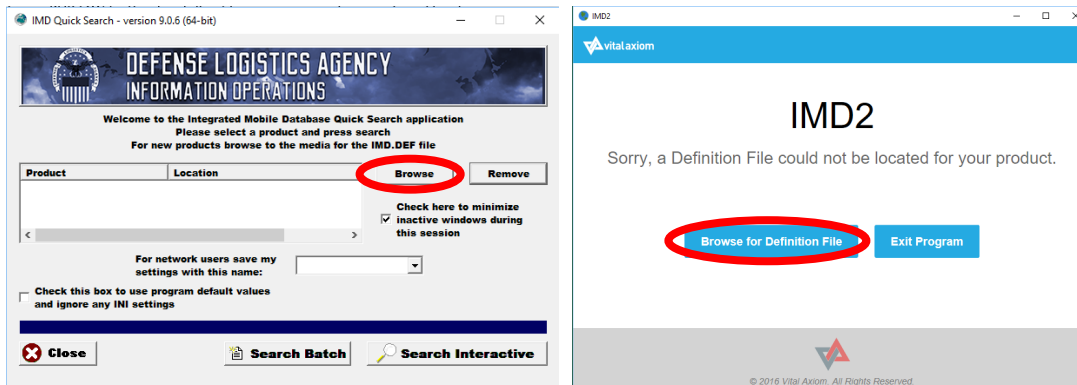 IMD Quick Search - version 9.0.6 (64-bit)
DEFENSE LOGISTICS AGENCY
INFORMATION OPERATIONS
Welcome to the Integrated Mobile Database Quick Search application
Please select a product and press search
For new products browse to the media for the IMD.DEF file
Product Location Browse Remove
Check here to minimize
inactive windows during
this session
For network users save my
settings with this name:
Check this box to use program default values
and ignore any INI settings
Close Search Batch Search Interactive
IMD2
vitalaxiom
IMD2
Sorry, a Definition File could not be located for your product.
Browse for Definition File Exit Program
© 2016 Vital Axiom. All Rights Reserved.